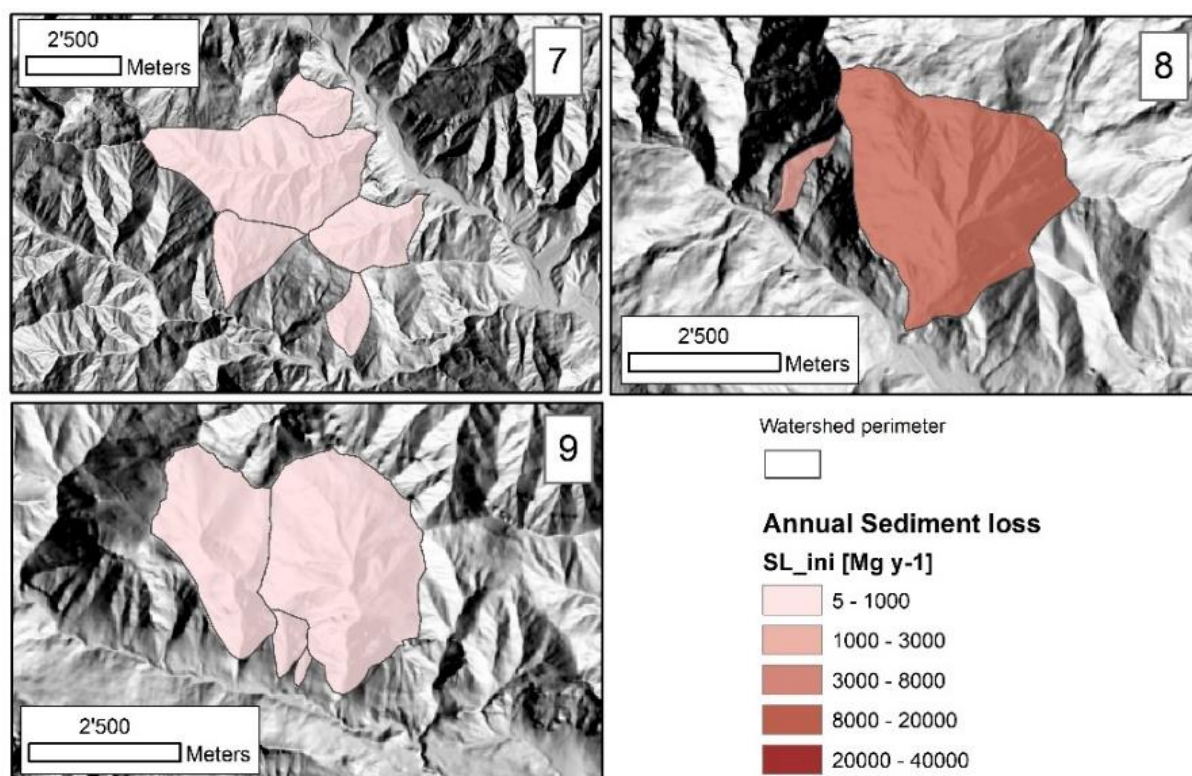 2'500
Meters
7
8
2'500
Meters
9
2'500
Meters
Watershed perimeter
Annual Sediment loss
SL_ini [Mg y-1]
5 - 1000
1000 - 3000
3000 - 8000
8000 - 20000
20000 - 40000